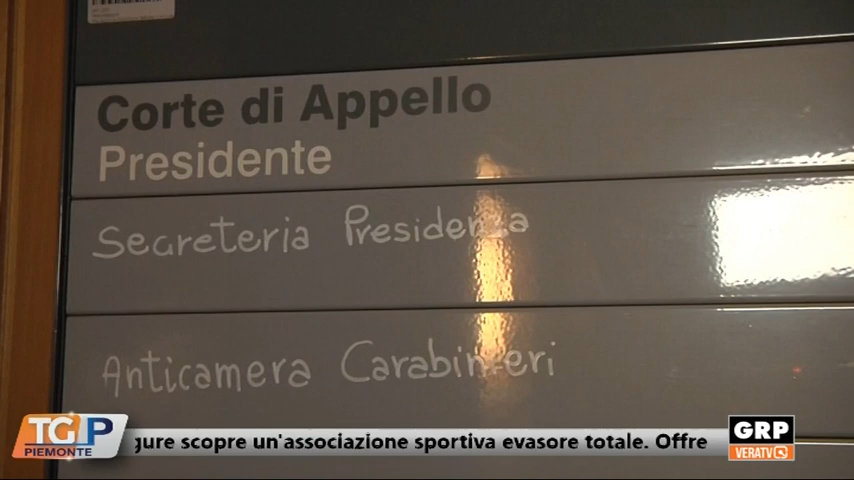 Corte di Appello
Presidente
Secreteria Presidenza
Anticamera Carabinieri
TGP
PIEMONTE
gure scopre un'associazione sportiva evasore totale. Offre
GRP
VERATV